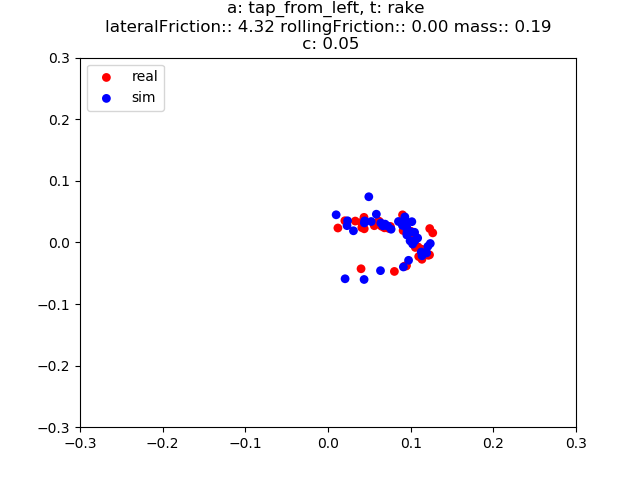 a: tap_from_left, t: rake
lateralFriction:: 4.32 rollingFriction:: 0.00 mass:: 0.19
c: 0.05
real
sim
0.3
0.2
0.1
0.0
−0.1
−0.2
−0.3
−0.3
−0.2
−0.1
0.0
0.1
0.2
0.3